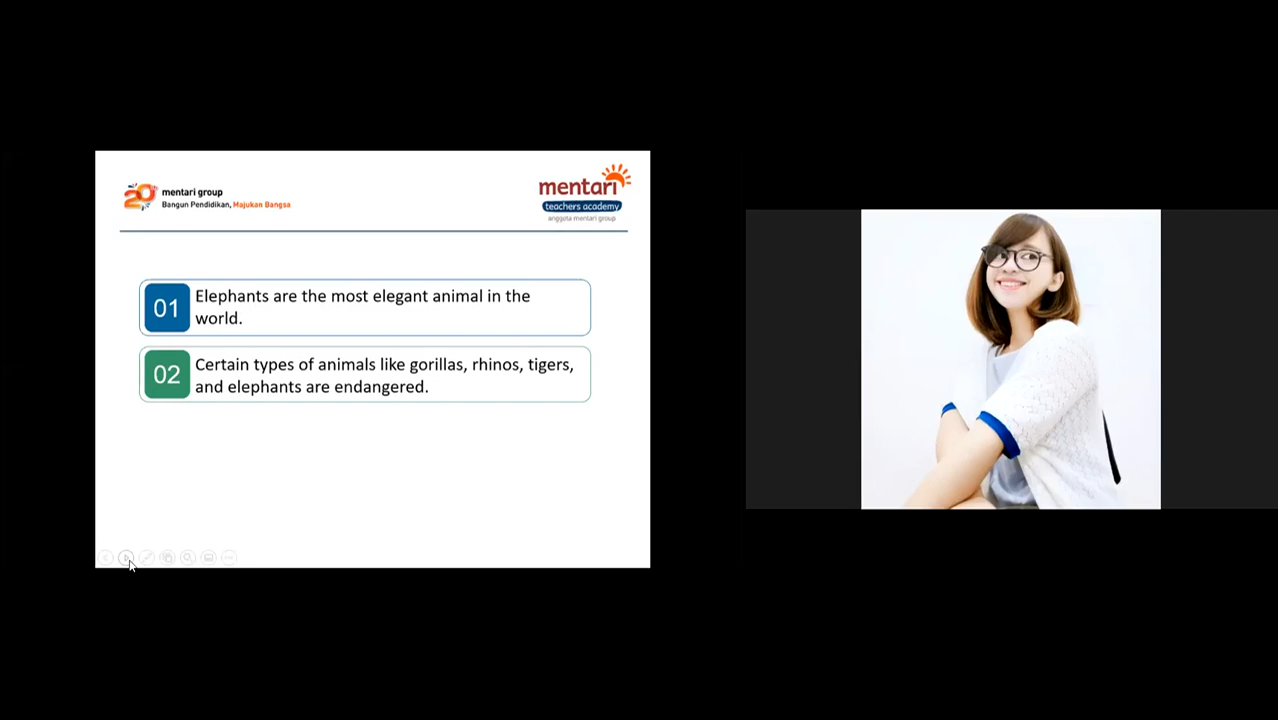 20
mentari group
Bangun Pendidikan, Majukan Bangsa
mentari
teachers academy
anggota mentari group
01
Elephants are the most elegant animal in the
world.
02
Certain types of animals like gorillas, rhinos, tigers,
and elephants are endangered.